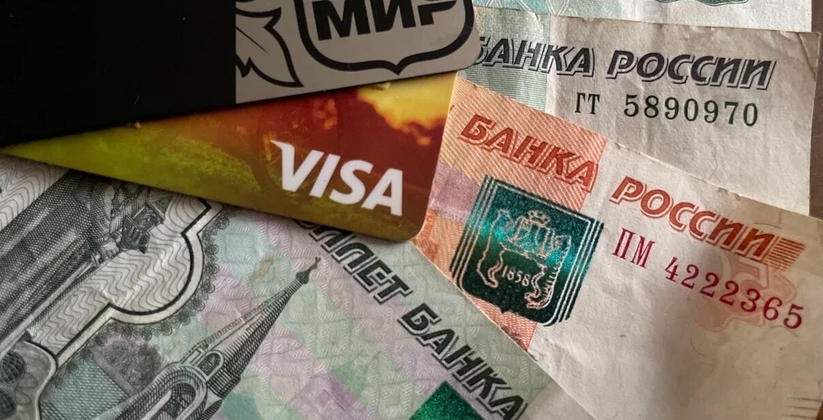 МИР
VISA
БАНКА РОССИИ
ГТ 5890970
БАНКА РОССИИ
ПМ 4222365
1858
БИЛЕТ БАНКА